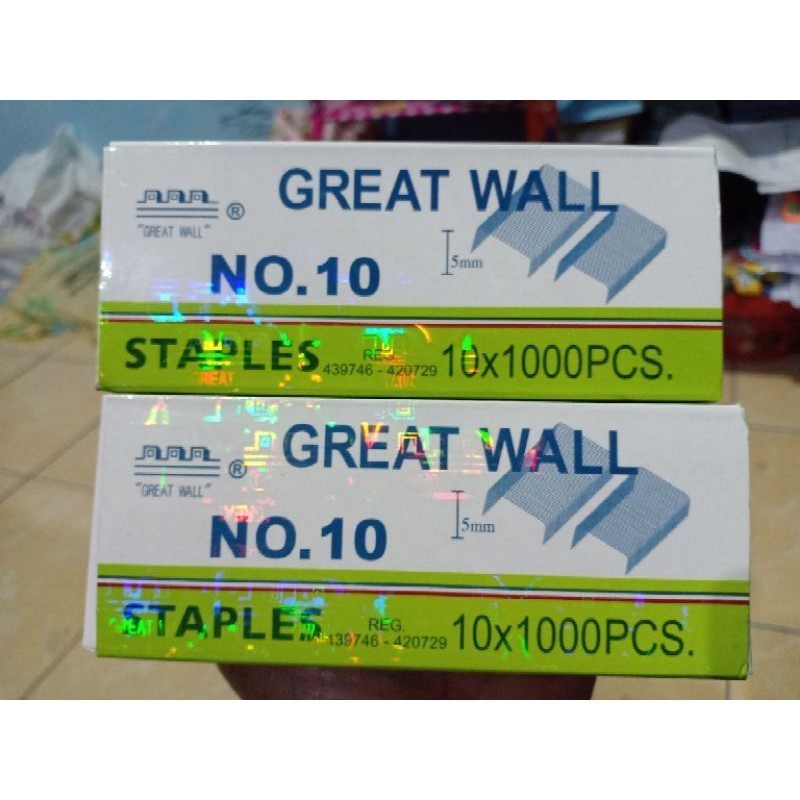 GREAT WALL
"GREAT WALL" ®
5mm
NO.10
STAPLES REG. 439746 - 420729 10x1000PCS.
GREAT WALL
"GREAT WALL" ®
5mm
NO.10
STAPLES REG. 439746 - 420729 10x1000PCS.